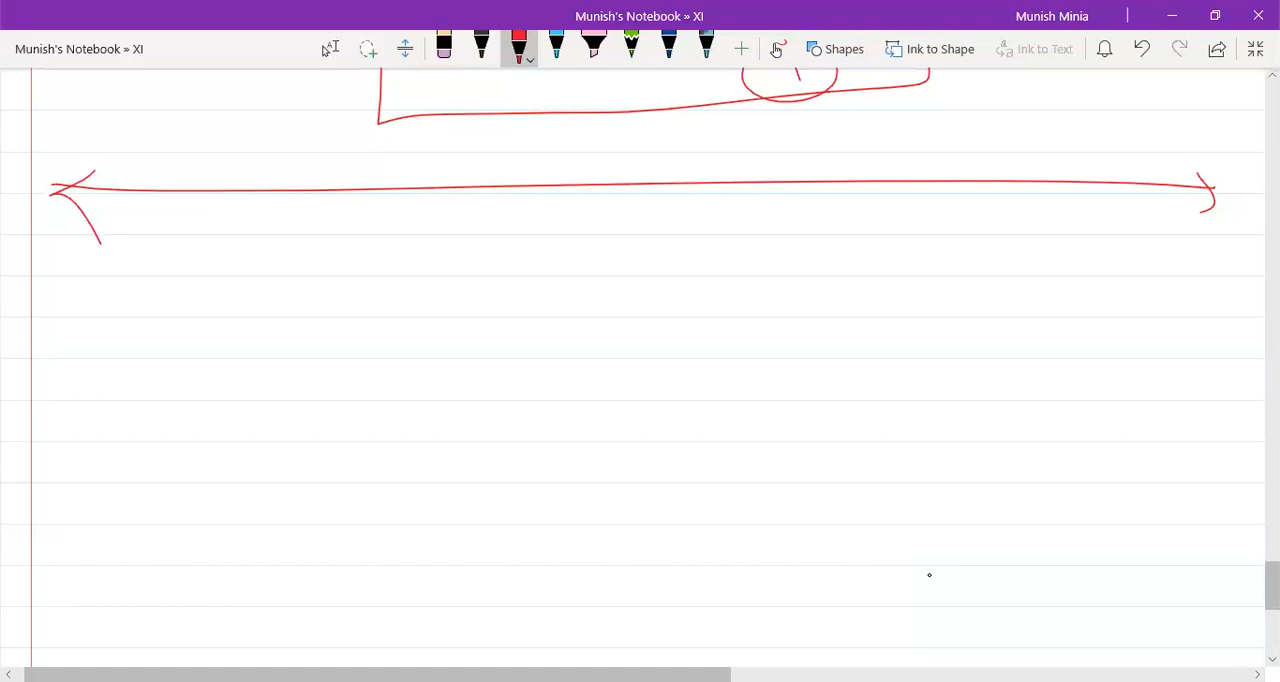 Munish's Notebook » XI
Munish Minia
Munish's Notebook » XI
Shapes
Ink to Shape
Ink to Text